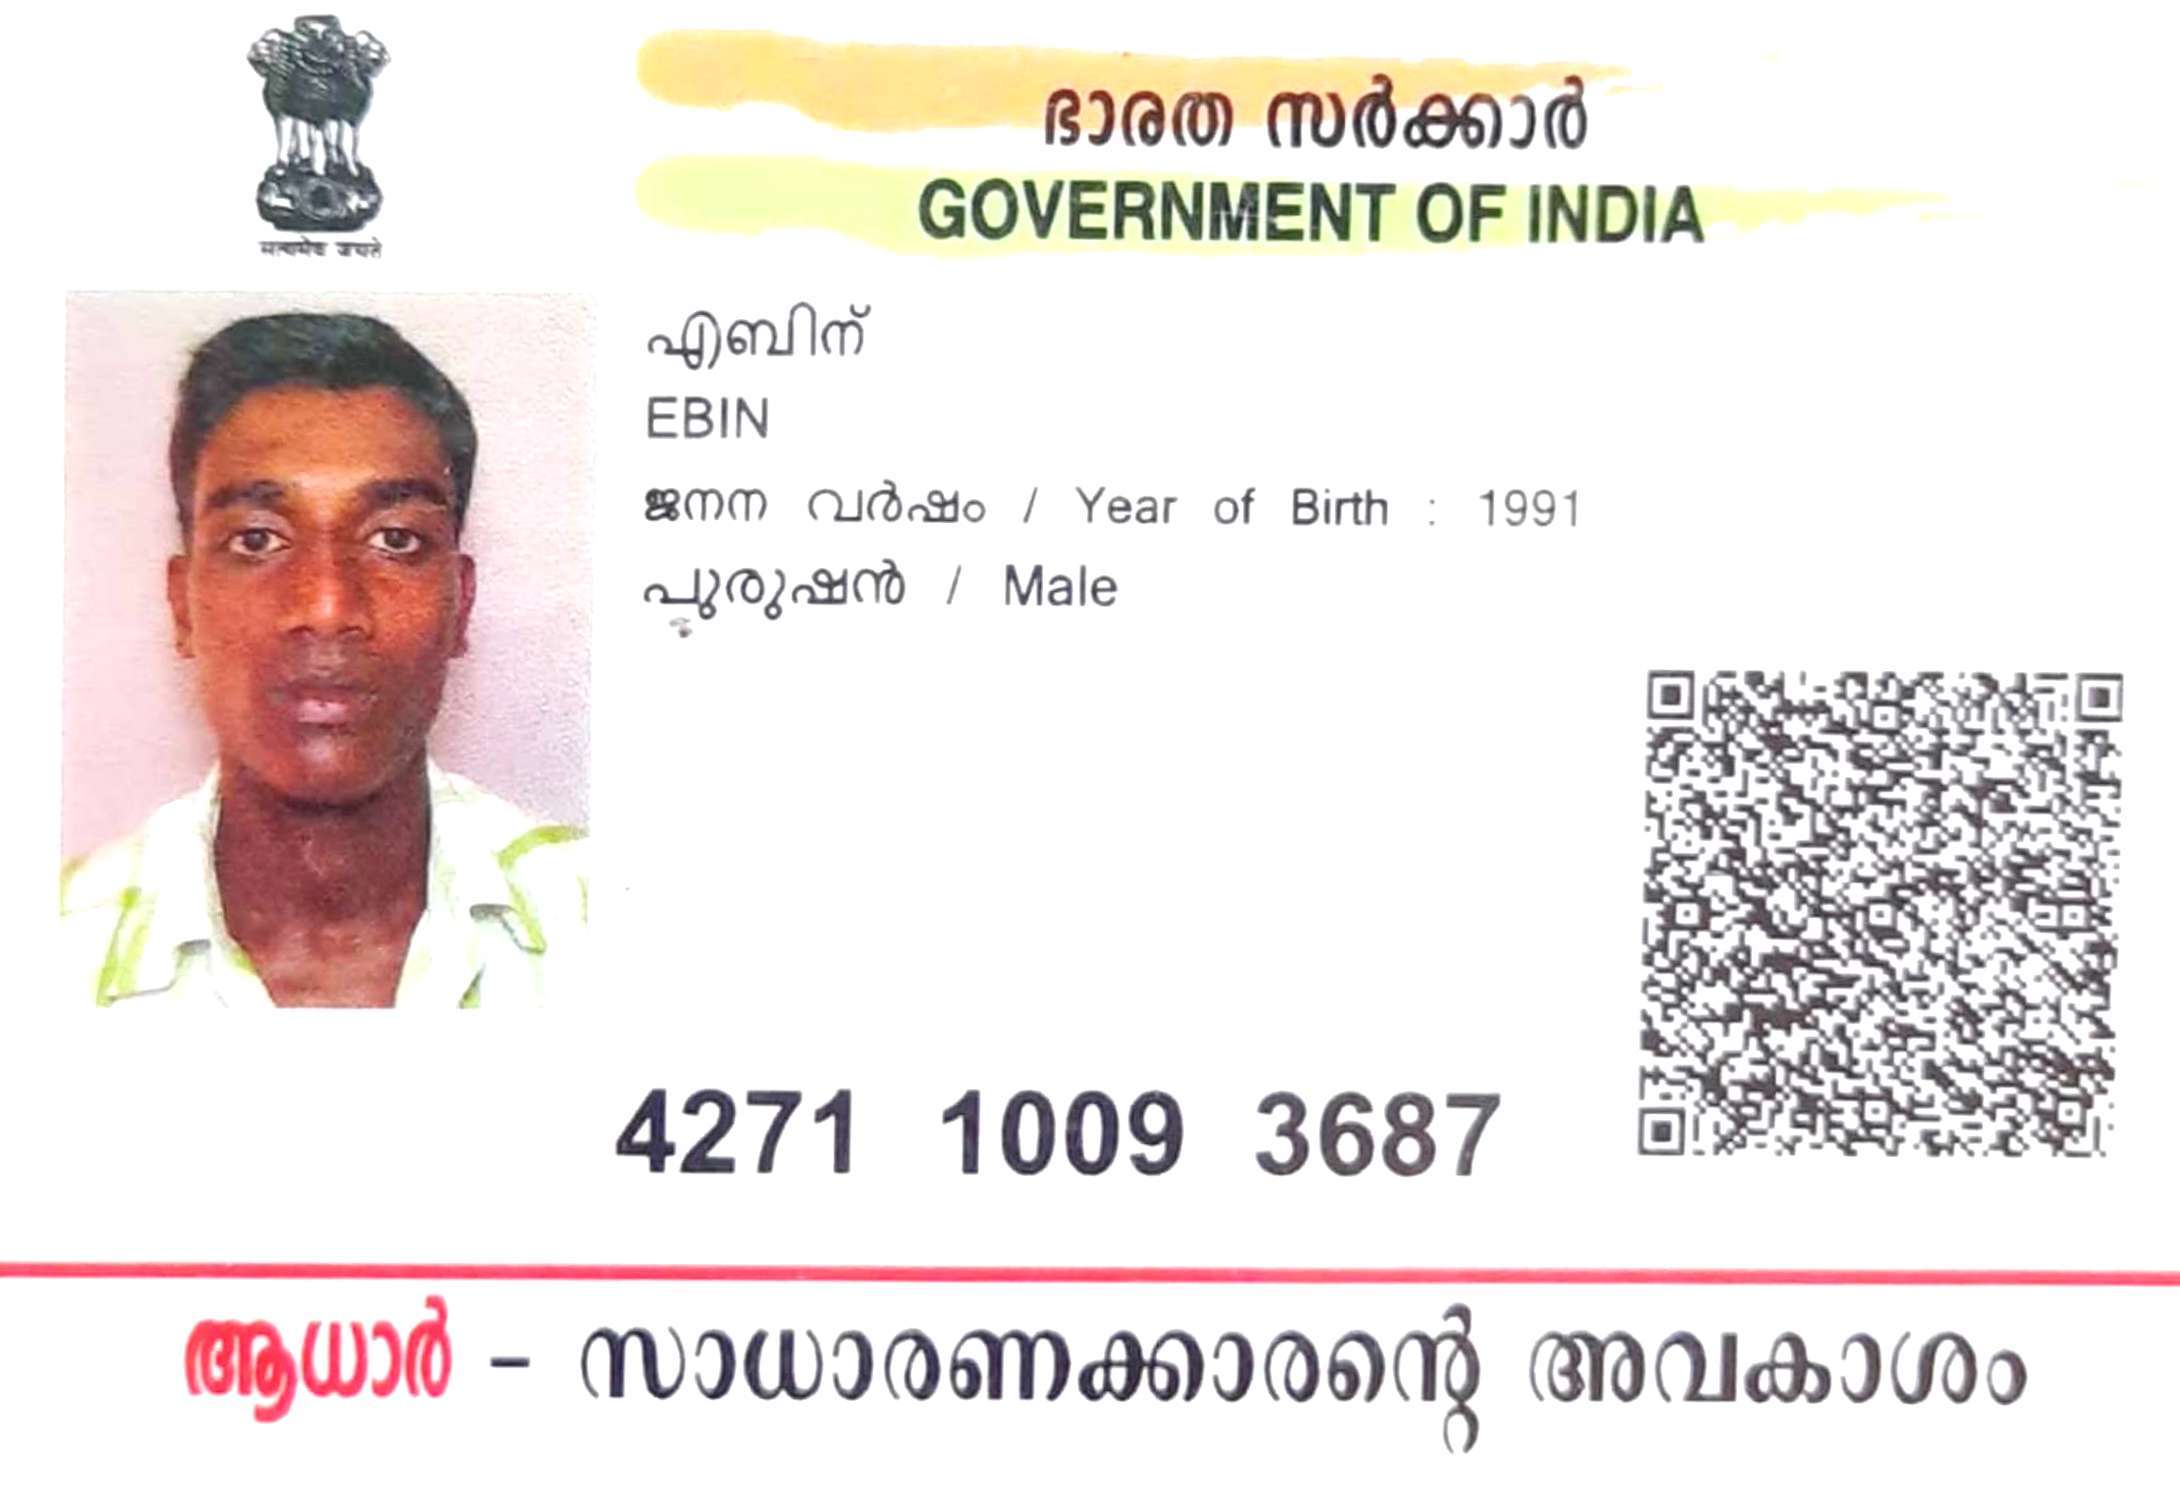 सत्यमेव जयते
ഭാരത സർക്കാർ
GOVERNMENT OF INDIA
എബിന്
EBIN
ജനന വർഷം / Year of Birth : 1991
പുരുഷൻ / Male
4271 1009 3687
ആധാർ - സാധാരണക്കാരന്റെ അവകാശം